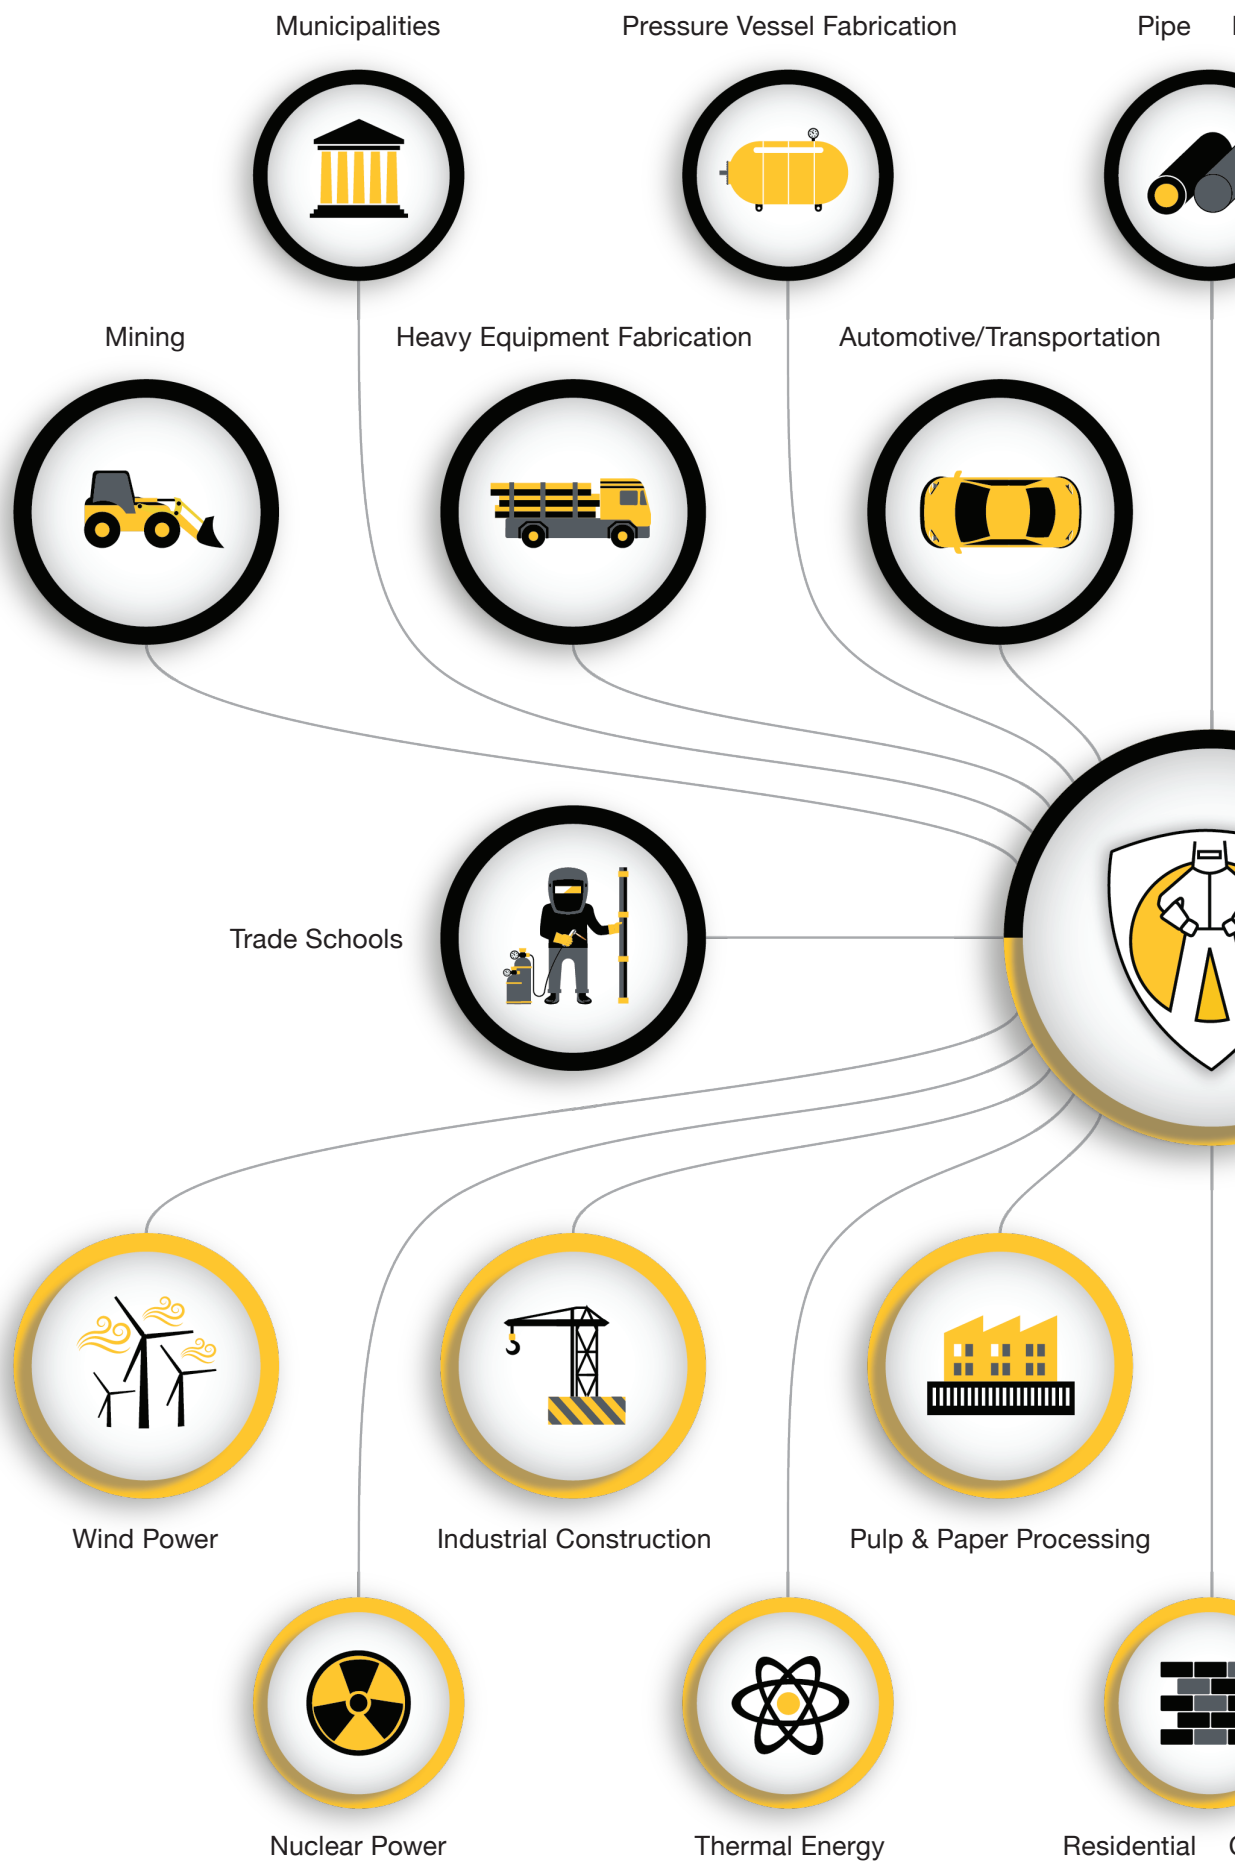 Municipalities
Pressure Vessel Fabrication
Pipe
Mining
Heavy Equipment Fabrication
Automotive/Transportation
Trade Schools
Wind Power
Industrial Construction
Pulp & Paper Processing
Nuclear Power
Thermal Energy
Residential